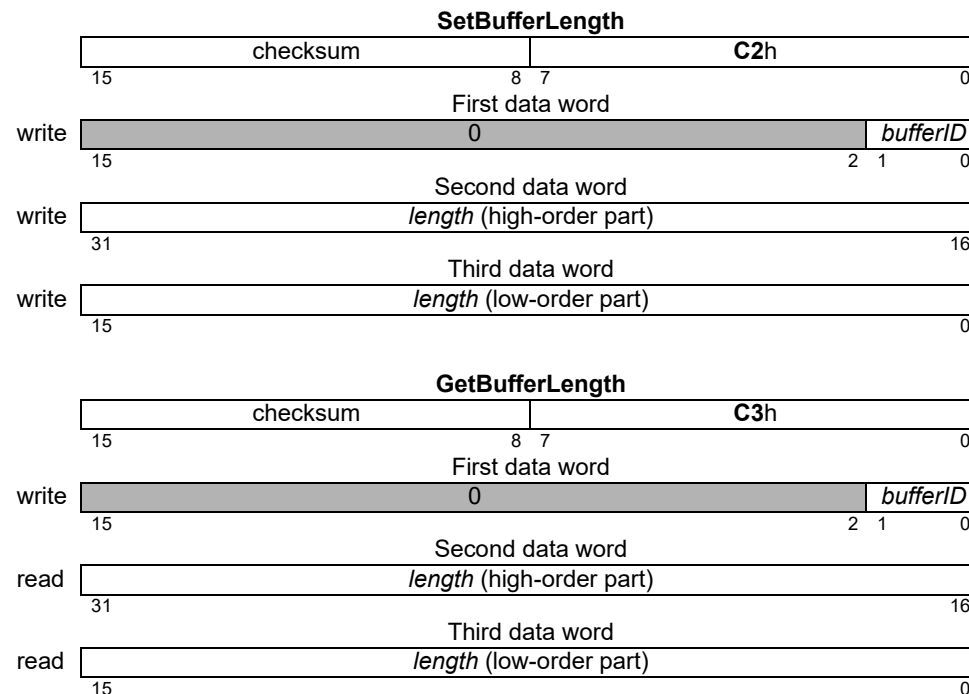 SetBufferLength
checksum C2h
15 8 7 0
First data word
write 0 bufferID
15 2 1 0
Second data word
write length (high-order part)
31 16
Third data word
write length (low-order part)
15 0
GetBufferLength
checksum C3h
15 8 7 0
First data word
write 0 bufferID
15 2 1 0
Second data word
read length (high-order part)
31 16
Third data word
read length (low-order part)
15 0